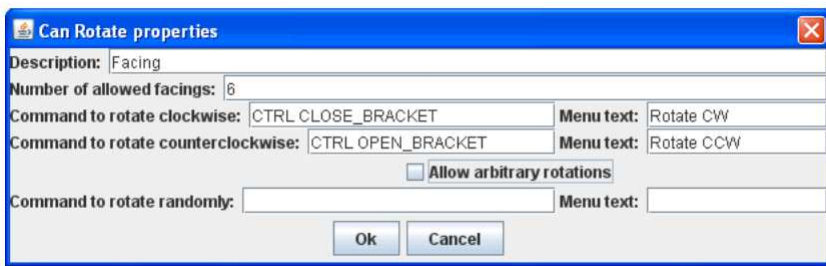 Can Rotate properties
Description: Facing
Number of allowed facings: 6
Command to rotate clockwise: CTRL CLOSE_BRACKET Menu text: Rotate CW
Command to rotate counterclockwise: CTRL OPEN_BRACKET Menu text: Rotate CCW
Allow arbitrary rotations
Command to rotate randomly: Menu text:
Ok Cancel